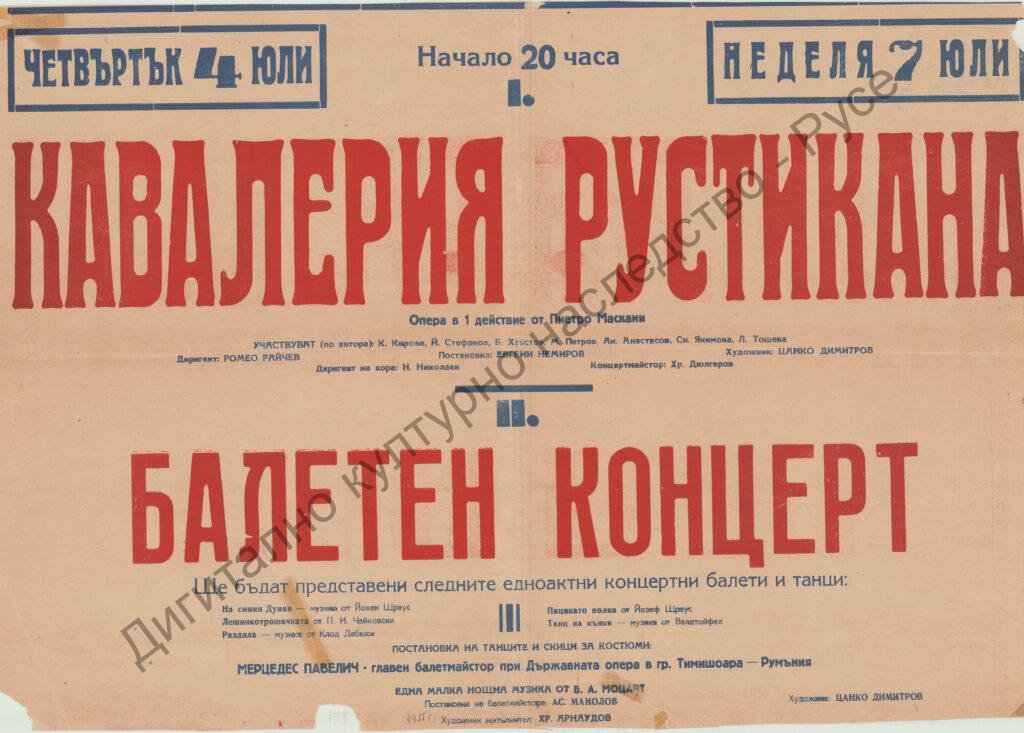 ЧЕТВЪРТЪК 4 ЮЛИ
Начало 20 часа
НЕДЕЛЯ 7 ЮЛИ
I.
КАВАЛЕРИЯ РУСТИКАНА
Опера в 1 действие от Пиетро Маскани
УЧАСТВУВАТ (по автора): К. Кирова, Й. Стефанов, Б. Христов, М. Петров, Ан. Анастасов, Си. Якимова, Л. Тошева
Диригент: РОМЕО РАЙЧЕВ Постановка: ЕВГЕНИ НЕМИРОВ Художник: ЦАНКО ДИМИТРОВ
Диригент на хора: Н. Николаев Концертмайстор: Хр. Дюлгеров
II.
БАЛЕТЕН КОНЦЕРТ
Ще бъдат представени следните едноактни концертни балети и танци:
На синия Дунав — музика от Йохан Щраус
Лешникотрошачката от П. И. Чайковски
Раздяла — музика от Клод Дебюси
Пицикато полка от Йозеф Щраус
Танц на кънки — музика от Валдтойфел
ПОСТАНОВКА НА ТАНЦИТЕ И СКИЦИ ЗА КОСТЮМИ:
МЕРЦЕДЕС ПАВЕЛИЧ · главен балетмайстор при Държавната опера в гр. Тимишоара — Румъния
ЕДНА МАЛКА НОЩНА МУЗИКА ОТ В. А. МОЦАРТ
Постановка на балетмайстора: АС. МАНОЛОВ
Художник: ЦАНКО ДИМИТРОВ
Художник изпълнител: ХР. АРНАУДОВ
Дигитално културно наследство - Русе